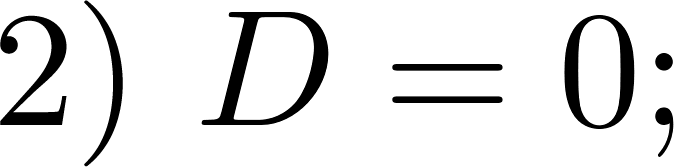 2) D = 0;